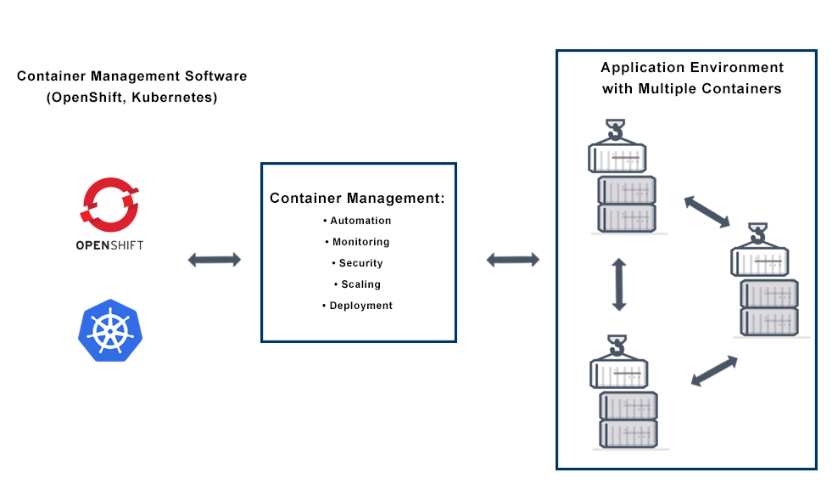 Container Management Software
(OpenShift, Kubernetes)
OPENSHIFT
Container Management:
• Automation
• Monitoring
• Security
• Scaling
• Deployment
Application Environment
with Multiple Containers